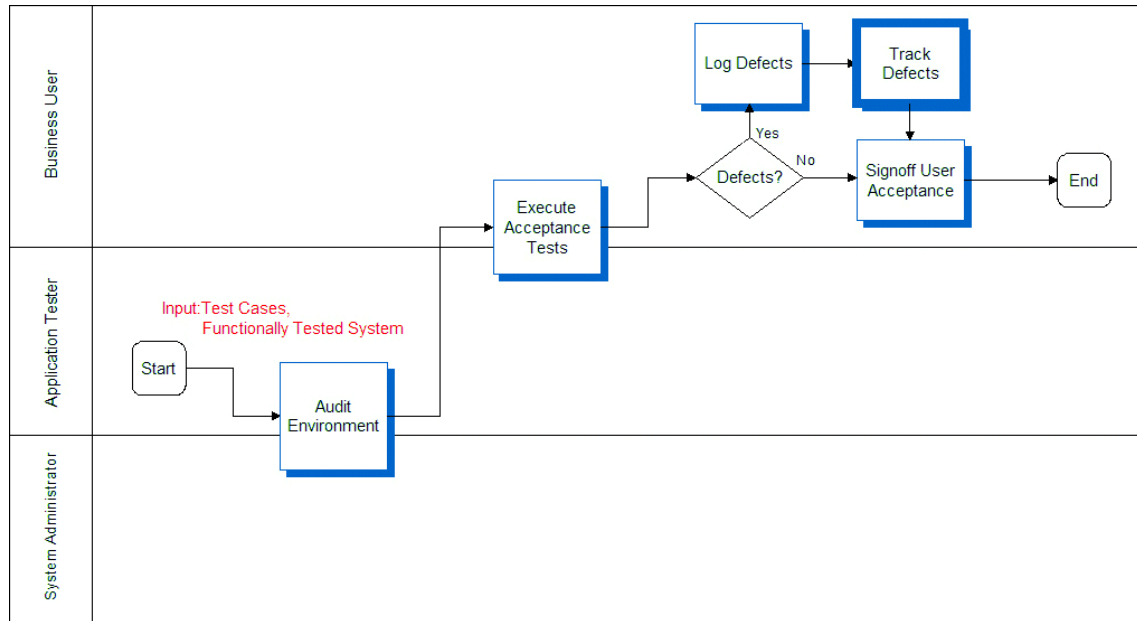 Business User
Log Defects
Track
Defects
Yes
Defects?
No
Signoff User
Acceptance
End
Execute
Acceptance
Tests
Application Tester
Input:Test Cases,
Functionally Tested System
Start
Audit
Environment
System Administrator